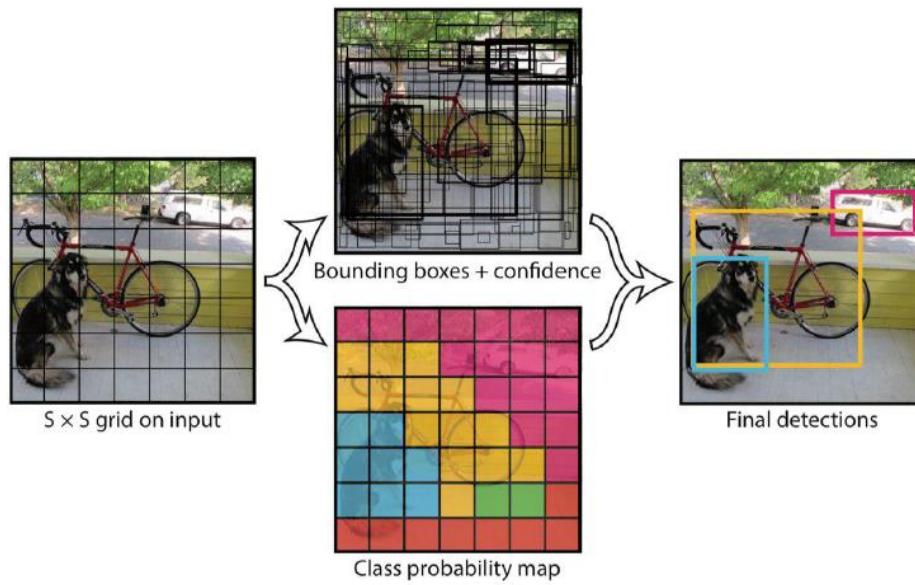 S × S grid on input
Bounding boxes + confidence
Class probability map
Final detections